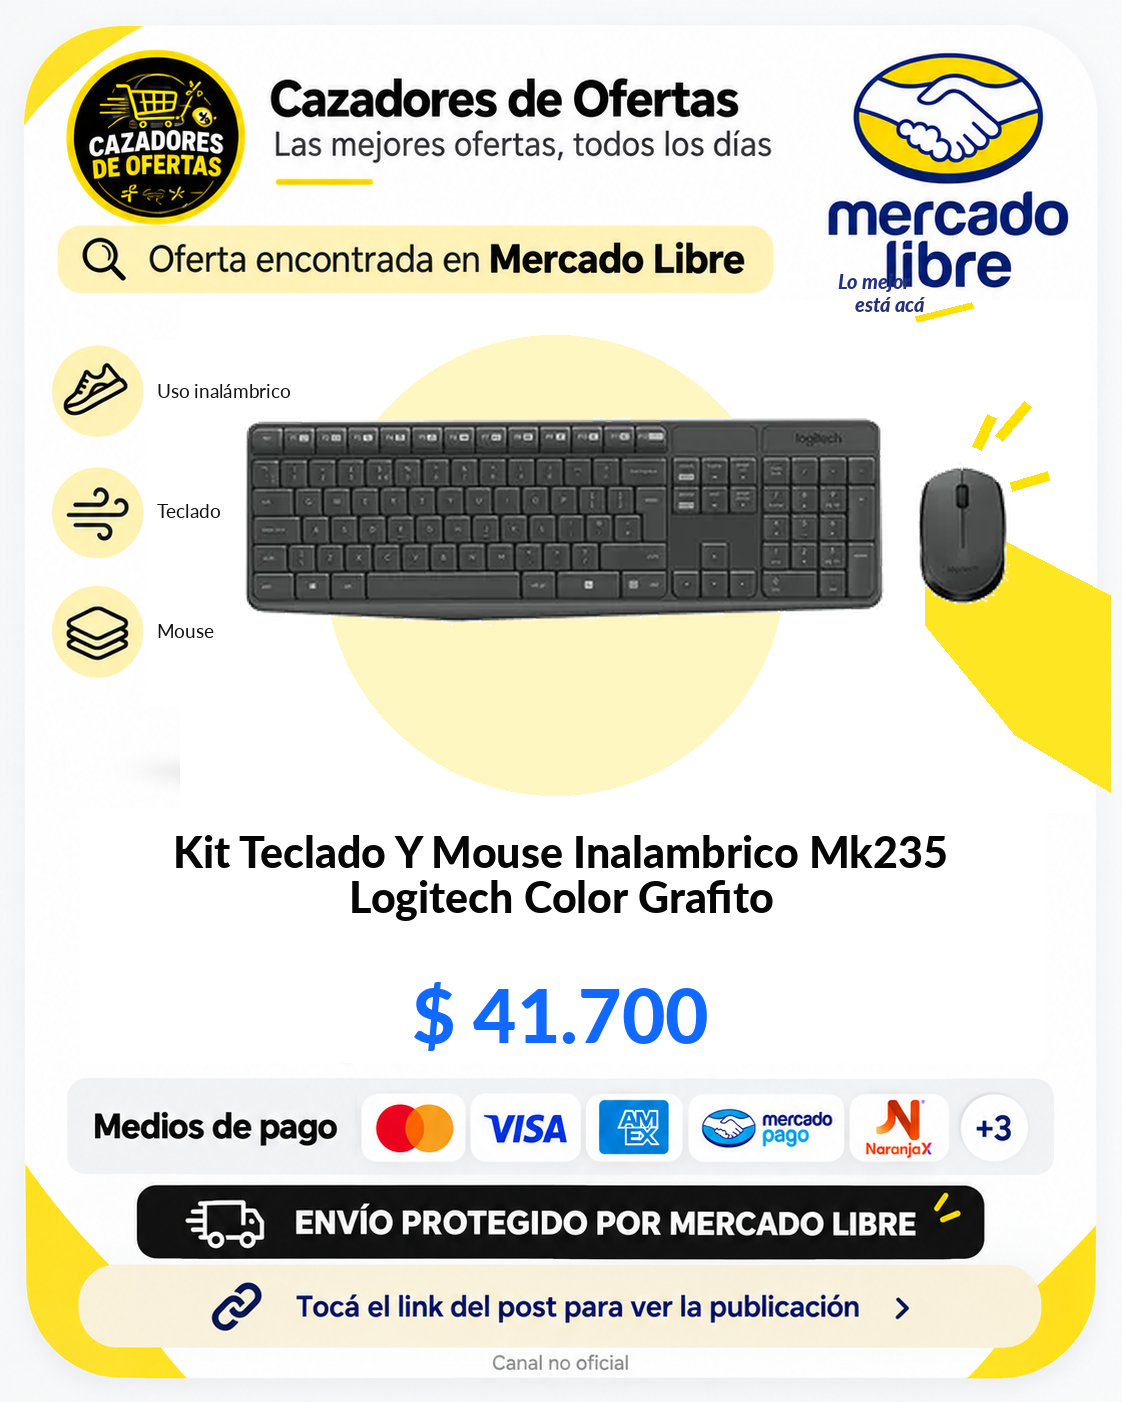 CAZADORES
DE OFERTAS
Cazadores de Ofertas
Las mejores ofertas, todos los días
mercado
libre
Lo mejor
está acá
Oferta encontrada en Mercado Libre
Uso inalámbrico
Teclado
Mouse
logitech
Kit Teclado Y Mouse Inalambrico Mk235
Logitech Color Grafito
$ 41.700
Medios de pago
VISA
AM
EX
mercado
pago
NaranjaX
+3
ENVÍO PROTEGIDO POR MERCADO LIBRE
Tocá el link del post para ver la publicación
Canal no oficial